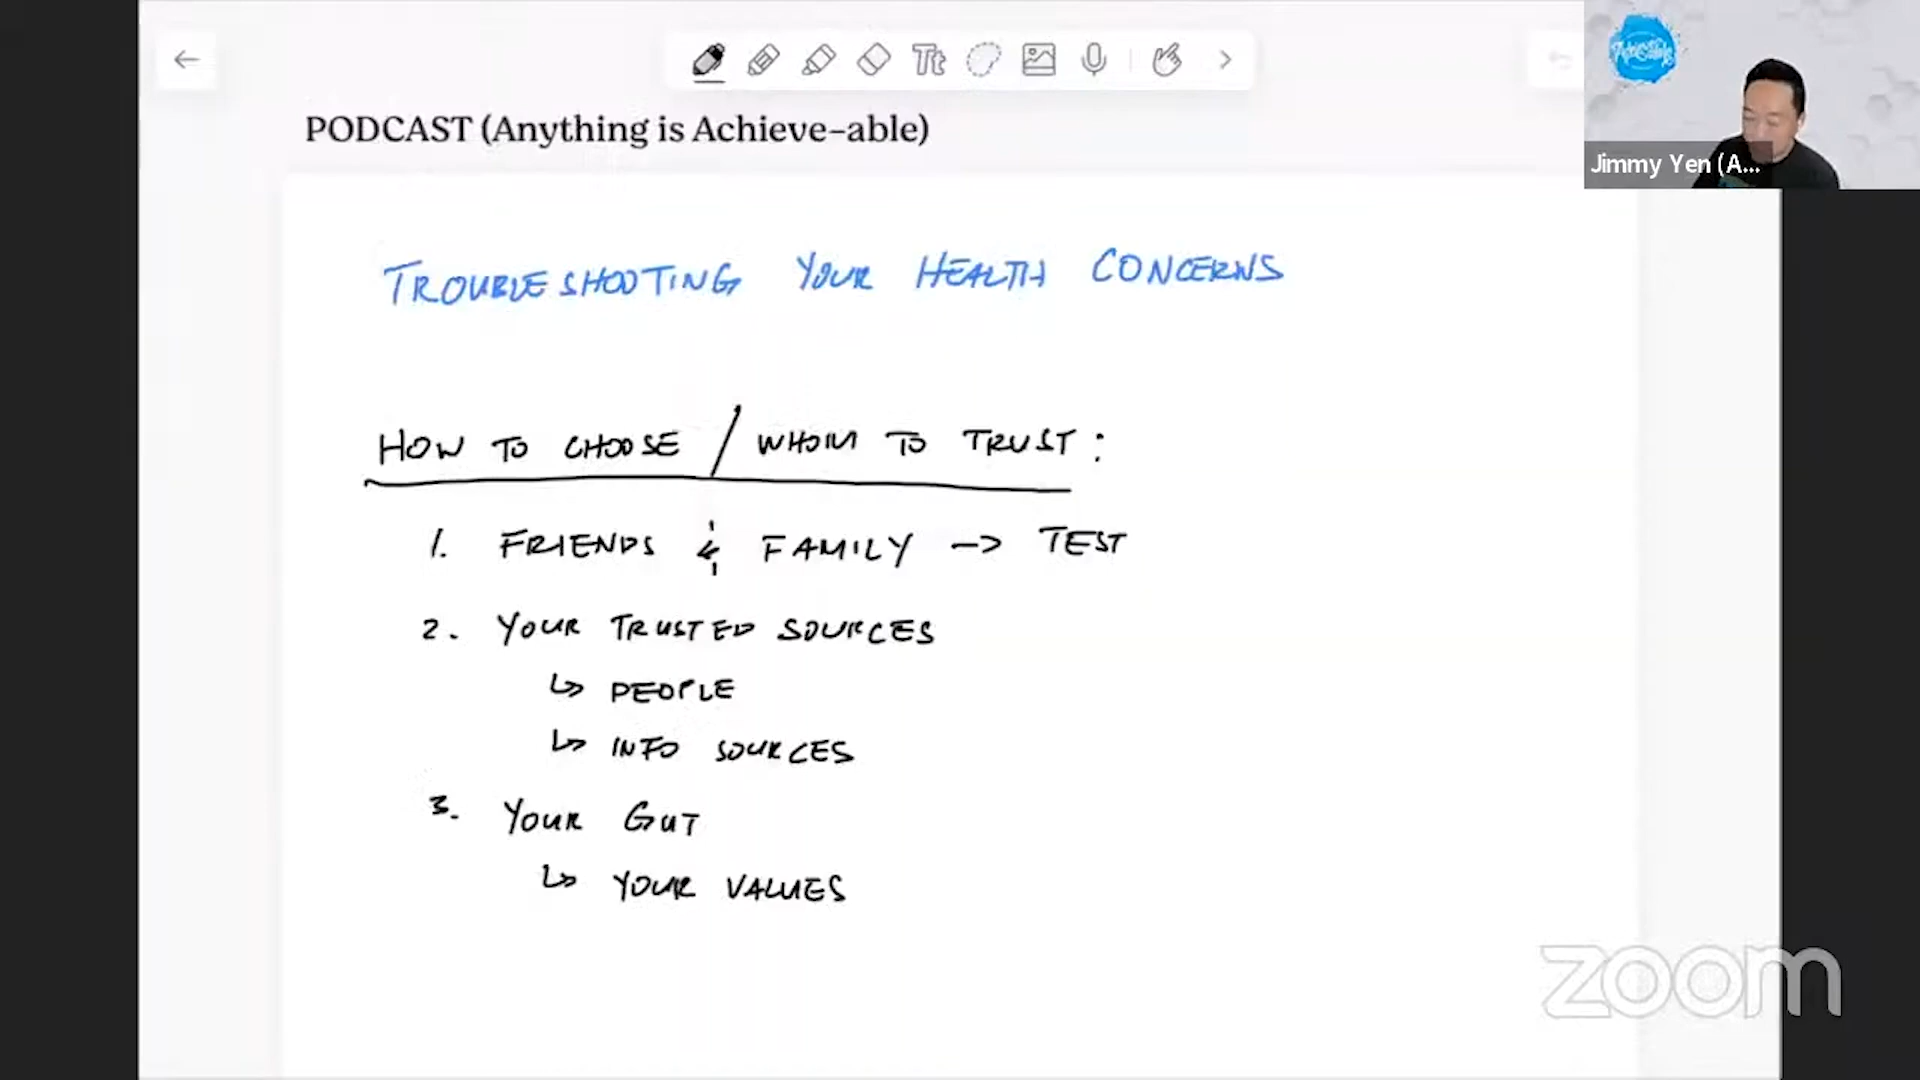 PODCAST (Anything is Achieve-able)
Jimmy Yen (A...
TROUBLESHOOTING YOUR HEALTH CONCERNS
HOW TO CHOOSE / WHOM TO TRUST:
1. FRIENDS & FAMILY -> TEST
2. YOUR TRUSTED SOURCES
↳ PEOPLE
↳ INFO SOURCES
3. YOUR GUT
↳ YOUR VALUES
zoom